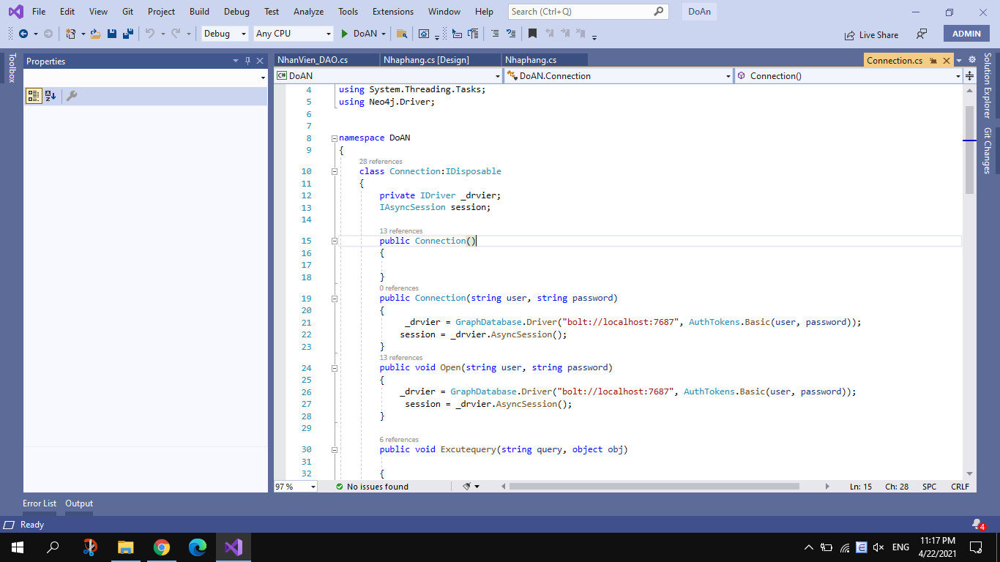 File Edit View Git Project Build Debug Test Analyze Tools Extensions Window Help Search (Ctrl+Q) DoAn
Debug Any CPU DoAN Live Share ADMIN
Toolbox
Properties
NhanVien_DAO.cs Nhaphang.cs [Design] Nhaphang.cs Connection.cs
C# DoAN DoAN.Connection Connection()
4 using System.Threading.Tasks;
5 using Neo4j.Driver;
6
7
8 namespace DoAN
9 {
28 references
10 class Connection:IDisposable
11 {
12 private IDriver _drvier;
13 IAsyncSession session;
14
13 references
15 public Connection()
16 {
17
18 }
0 references
19 public Connection(string user, string password)
20 {
21 _drvier = GraphDatabase.Driver("bolt://localhost:7687", AuthTokens.Basic(user, password));
22 session = _drvier.AsyncSession();
23 }
13 references
24 public void Open(string user, string password)
25 {
26 _drvier = GraphDatabase.Driver("bolt://localhost:7687", AuthTokens.Basic(user, password));
27 session = _drvier.AsyncSession();
28 }
29
6 references
30 public void Excutequery(string query, object obj)
31
32 {
97 % No issues found Ln: 15 Ch: 28 SPC CRLF
Solution Explorer
Git Changes
Error List Output
Ready 4
ENG 11:17 PM
4/22/2021